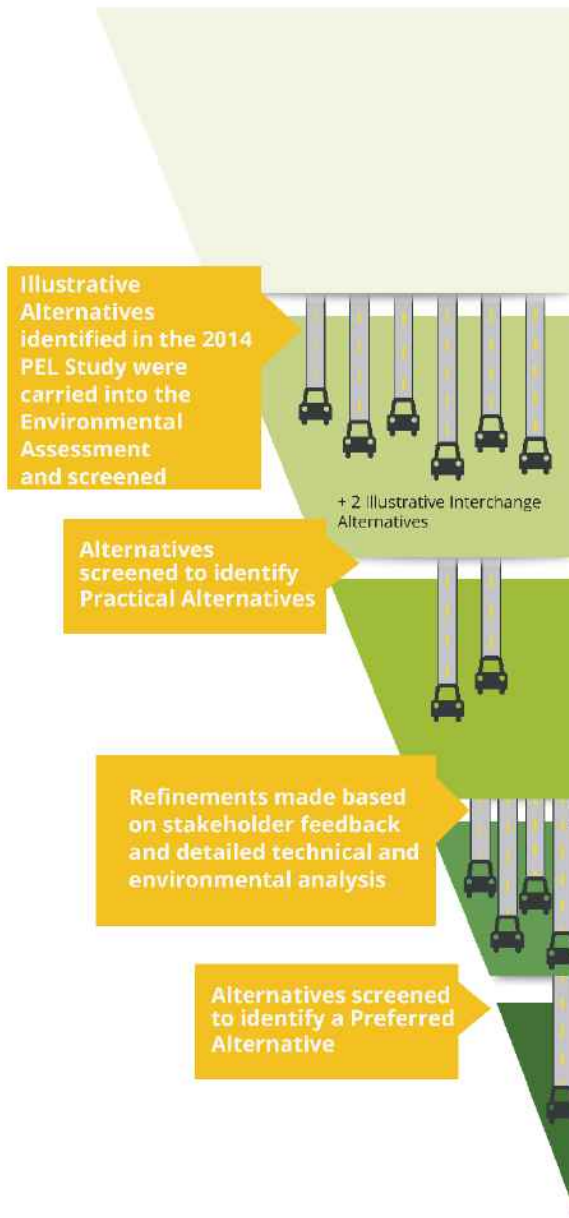 Illustrative
Alternatives
identified in the 2014
PEL Study were
carried into the
Environmental
Assessment
and screened
+ 2 Illustrative Interchange
Alternatives
Alternatives
screened to identify
Practical Alternatives
Refinements made based
on stakeholder feedback
and detailed technical and
environmental analysis
Alternatives screened
to identify a Preferred
Alternative